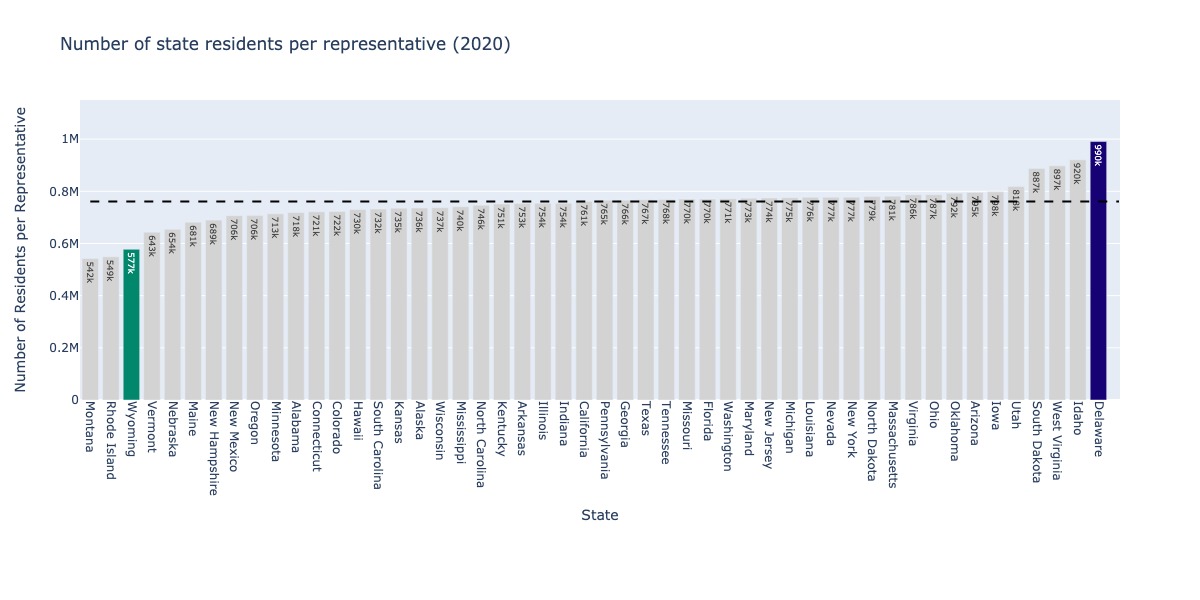 Number of state residents per representative (2020)
Number of Residents per Representative
1M
0.8M
0.6M
0.4M
0.2M
0
542k
549k
577k
643k
654k
681k
689k
706k
706k
713k
718k
721k
722k
730k
732k
735k
736k
737k
740k
746k
751k
753k
754k
754k
761k
765k
766k
767k
768k
770k
770k
771k
773k
774k
775k
776k
777k
777k
779k
781k
786k
787k
792k
795k
798k
818k
887k
897k
920k
990k
Montana
Rhode Island
Wyoming
Vermont
Nebraska
Maine
New Hampshire
New Mexico
Oregon
Minnesota
Alabama
Connecticut
Colorado
Hawaii
South Carolina
Kansas
Alaska
Wisconsin
Mississippi
North Carolina
Kentucky
Arkansas
Illinois
Indiana
California
Pennsylvania
Georgia
Texas
Tennessee
Missouri
Florida
Washington
Maryland
New Jersey
Michigan
Louisiana
Nevada
New York
North Dakota
Massachusetts
Virginia
Ohio
Oklahoma
Arizona
Iowa
Utah
South Dakota
West Virginia
Idaho
Delaware
State